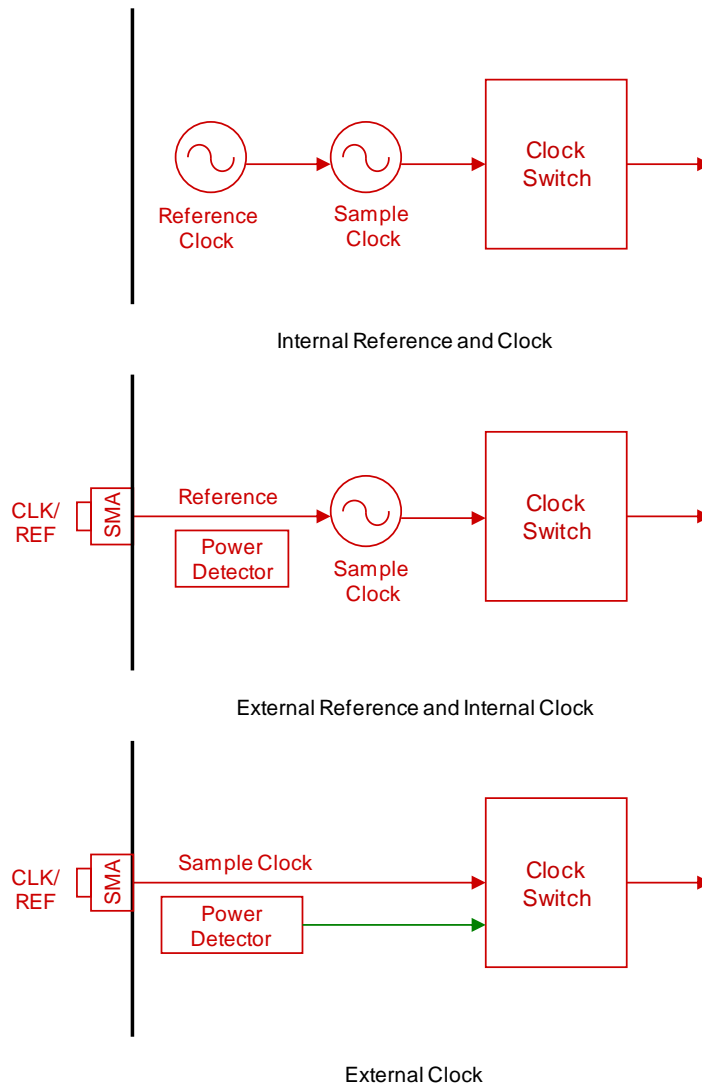 Clock
Switch
Reference
Clock
Sample
Clock
Internal Reference and Clock
CLK/
REF
SMA
Reference
Power
Detector
Sample
Clock
Clock
Switch
External Reference and Internal Clock
CLK/
REF
SMA
Sample Clock
Power
Detector
Clock
Switch
External Clock